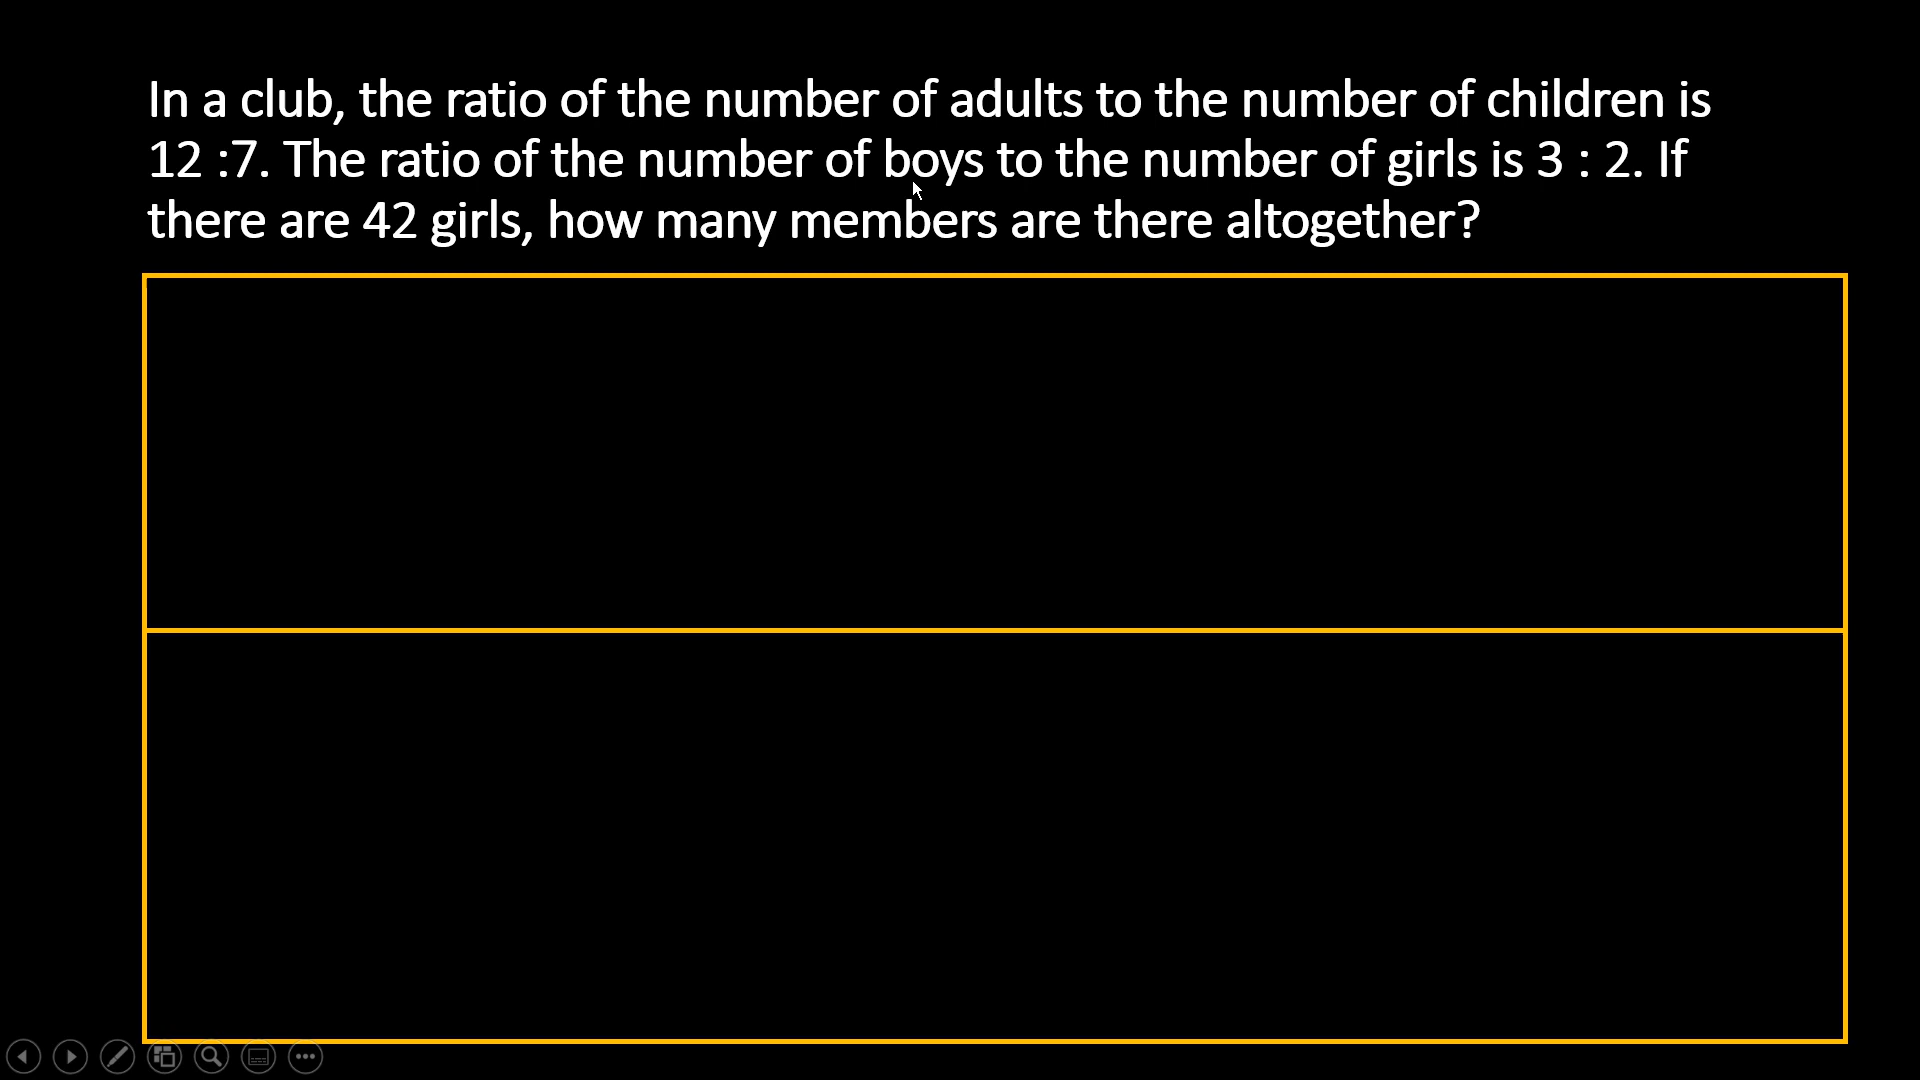 In a club, the ratio of the number of adults to the number of children is
12 :7. The ratio of the number of boys to the number of girls is 3 : 2. If
there are 42 girls, how many members are there altogether?